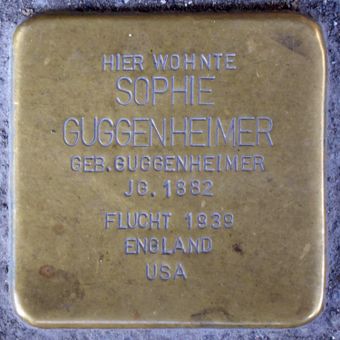 HIER WOHNTE
SOPHIE
GUGGENHEIMER
GEB. GUGGENHEIMER
JG. 1882
FLUCHT 1939
ENGLAND
USA